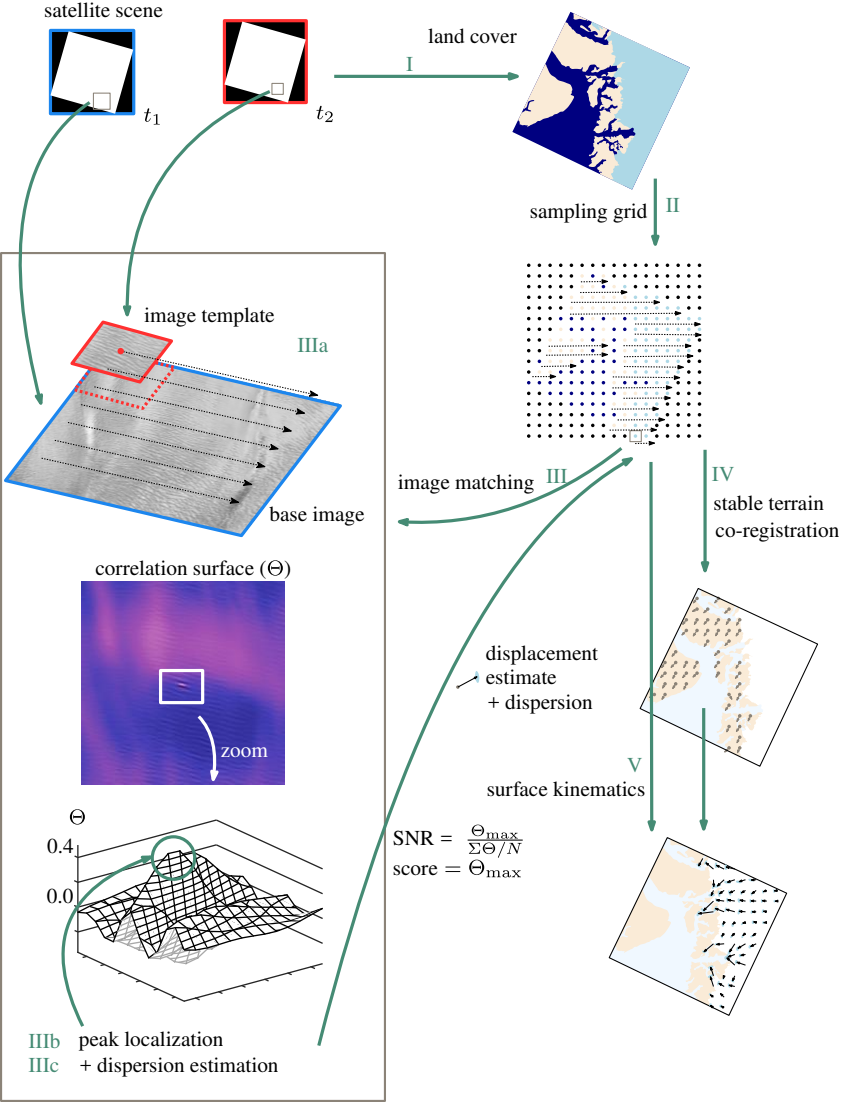 satellite scene
t₁
t₂
land cover
I
sampling grid
II
image template
IIIa
base image
image matching
III
IV
stable terrain
co-registration
correlation surface (Θ)
zoom
displacement
estimate
+ dispersion
V
surface kinematics
Θ
0.4
0.0
SNR = Θmax / ΣΘ/N
score = Θmax
IIIb peak localization
IIIc + dispersion estimation